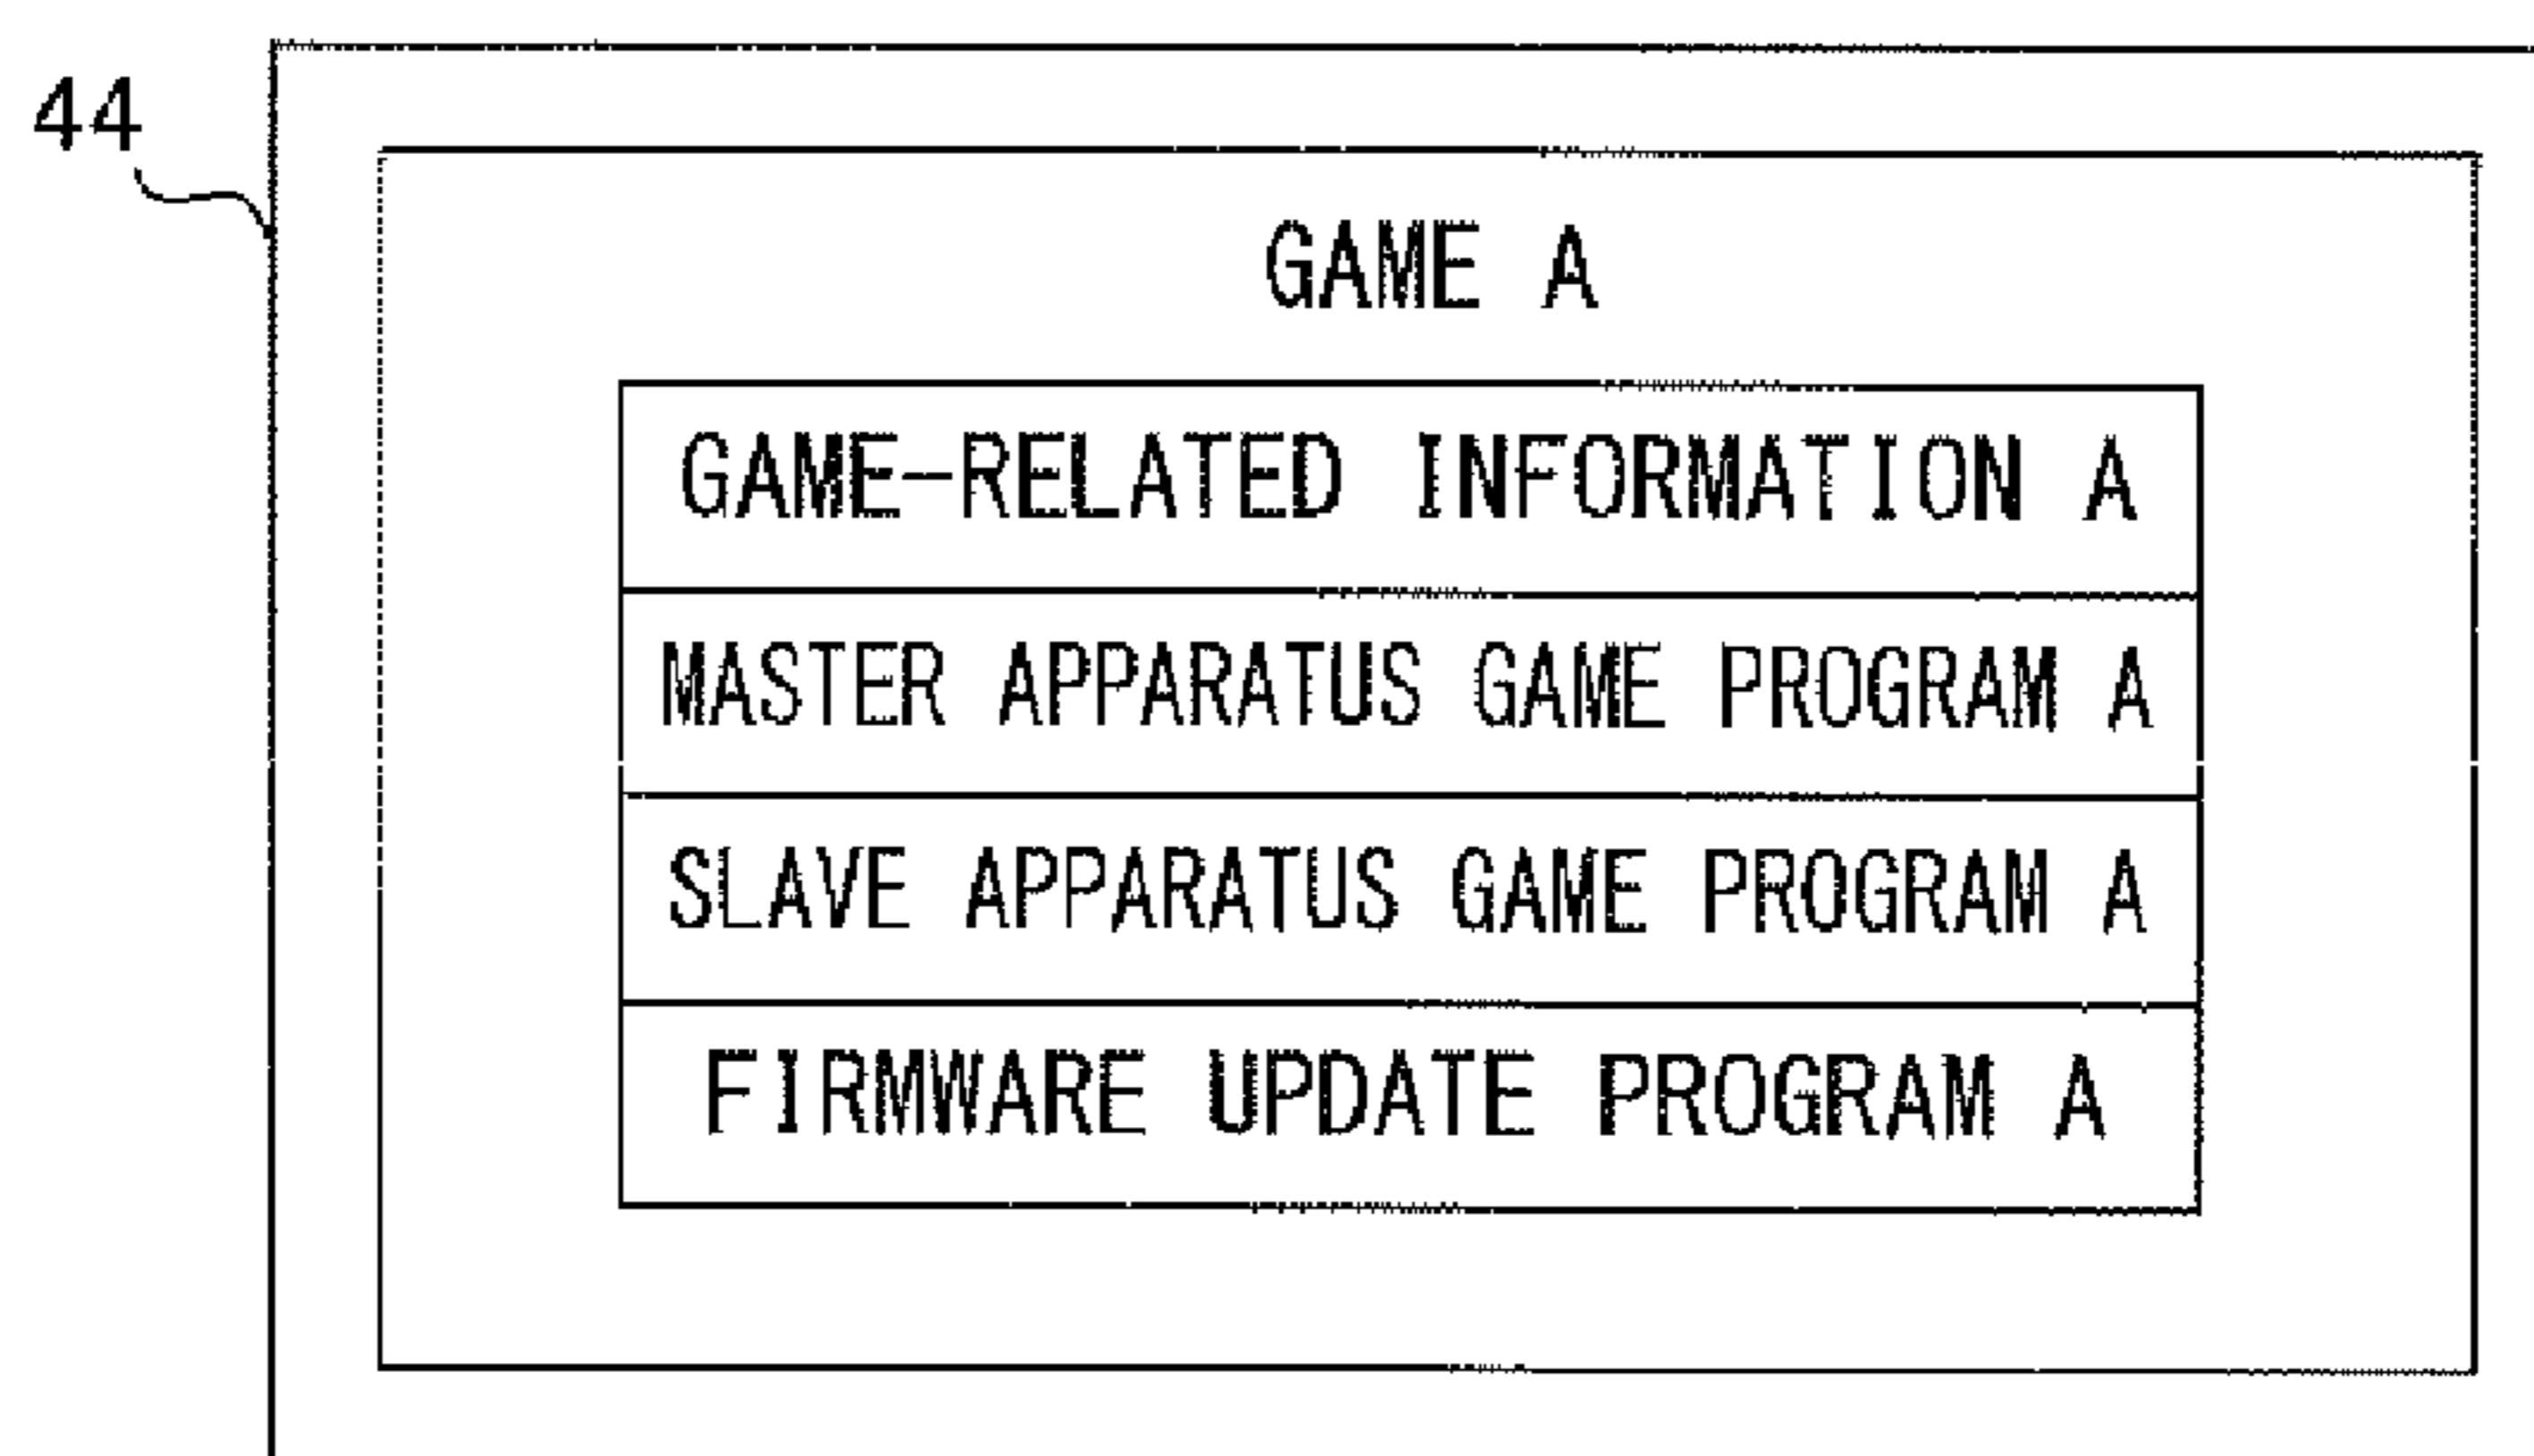 44
GAME A
GAME-RELATED INFORMATION A
MASTER APPARATUS GAME PROGRAM A
SLAVE APPARATUS GAME PROGRAM A
FIRMWARE UPDATE PROGRAM A